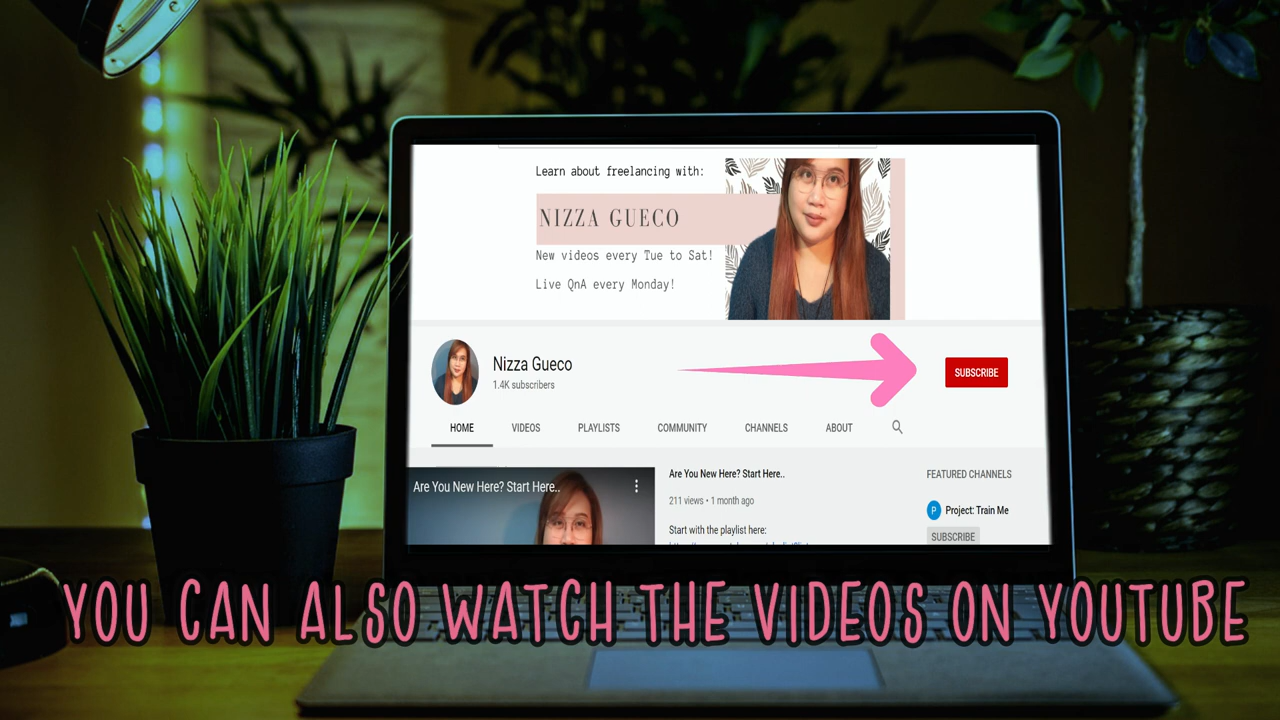 Learn about freelancing with:
NIZZA GUECO
New videos every Tue to Sat!
Live QnA every Monday!
Nizza Gueco
1.4K subscribers
SUBSCRIBE
HOME VIDEOS PLAYLISTS COMMUNITY CHANNELS ABOUT
Are You New Here? Start Here..
Are You New Here? Start Here..
211 views • 1 month ago
Start with the playlist here:
FEATURED CHANNELS
P Project: Train Me
SUBSCRIBE
YOU CAN ALSO WATCH THE VIDEOS ON YOUTUBE